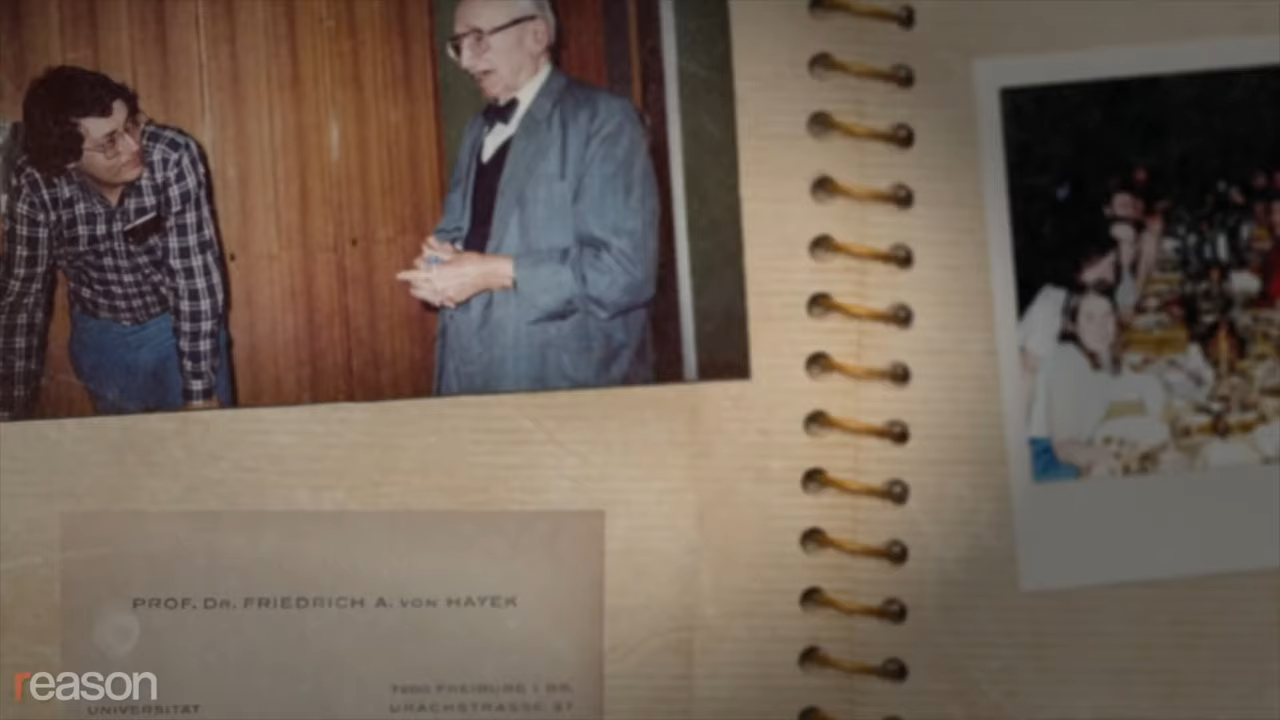 PROF. DR. FRIEDRICH A. VON HAYEK
7800 FREIBURG I. BR.
UNIVERSITÄT
URACHSTRASSE 27
reason